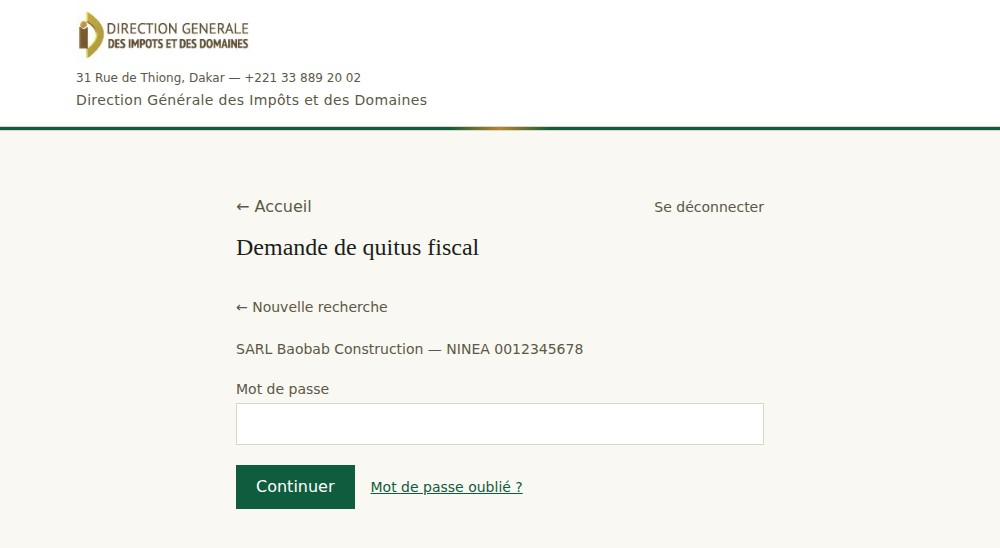 DIRECTION GENERALE
DES IMPOTS ET DES DOMAINES
31 Rue de Thiong, Dakar — +221 33 889 20 02
Direction Générale des Impôts et des Domaines
← Accueil
Se déconnecter
Demande de quitus fiscal
← Nouvelle recherche
SARL Baobab Construction — NINEA 0012345678
Mot de passe
Continuer
Mot de passe oublié ?